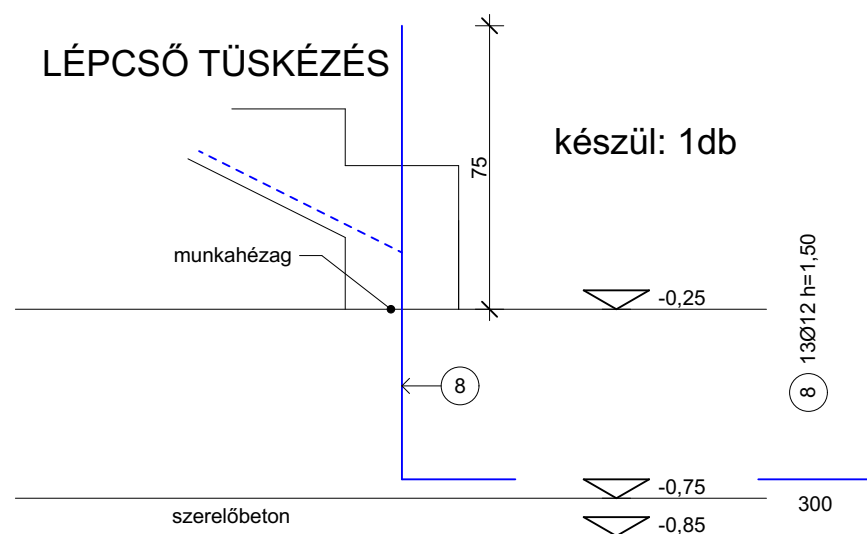 LÉPCSŐ TÜSKÉZÉS
készül: 1db
75
munkahézag
-0,25
8
8 13Ø12 h=1,50
-0,75
300
szerelőbeton
-0,85